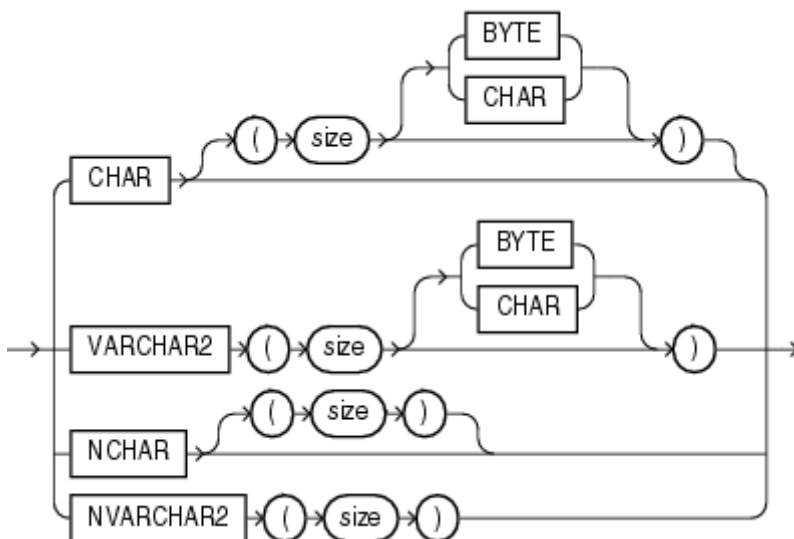 BYTE
CHAR
( size )
CHAR
BYTE
CHAR
VARCHAR2 ( size )
( size )
NCHAR
NVARCHAR2 ( size )